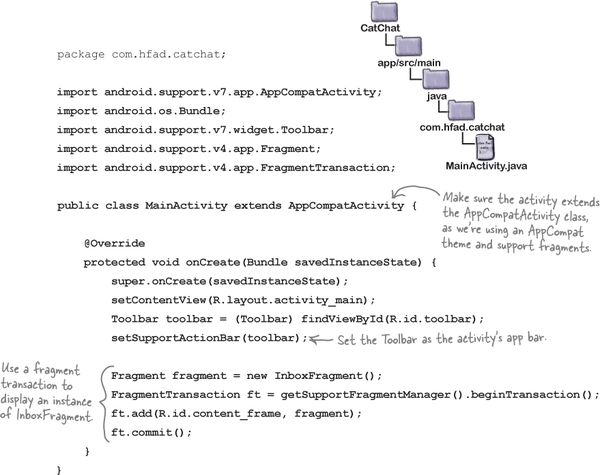 CatChat
app/src/main
java
com.hfad.catchat
MainActivity.java
package com.hfad.catchat;
import android.support.v7.app.AppCompatActivity;
import android.os.Bundle;
import android.support.v7.widget.Toolbar;
import android.support.v4.app.Fragment;
import android.support.v4.app.FragmentTransaction;
public class MainActivity extends AppCompatActivity {
Make sure the activity extends
the AppCompatActivity class,
as we're using an AppCompat
theme and support fragments.
@Override
protected void onCreate(Bundle savedInstanceState) {
super.onCreate(savedInstanceState);
setContentView(R.layout.activity_main);
Toolbar toolbar = (Toolbar) findViewById(R.id.toolbar);
setSupportActionBar(toolbar);
Set the Toolbar as the activity's app bar.
Use a fragment
transaction to
display an instance
of InboxFragment.
Fragment fragment = new InboxFragment();
FragmentTransaction ft = getSupportFragmentManager().beginTransaction();
ft.add(R.id.content_frame, fragment);
ft.commit();
}
}